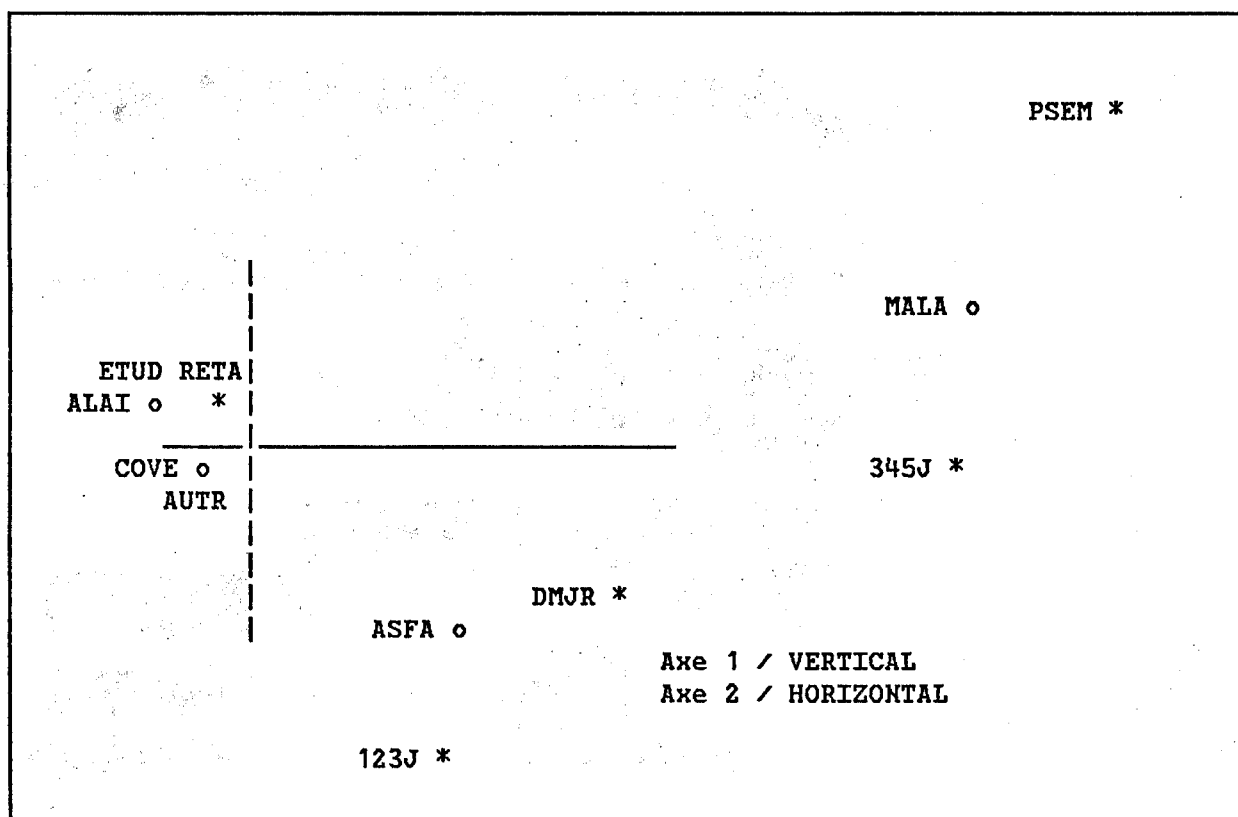 PSEM *
MALA o
ETUD RETA
ALAI o *
COVE o
345J *
AUTR
DMJR *
ASFA o
Axe 1 / VERTICAL
Axe 2 / HORIZONTAL
123J *